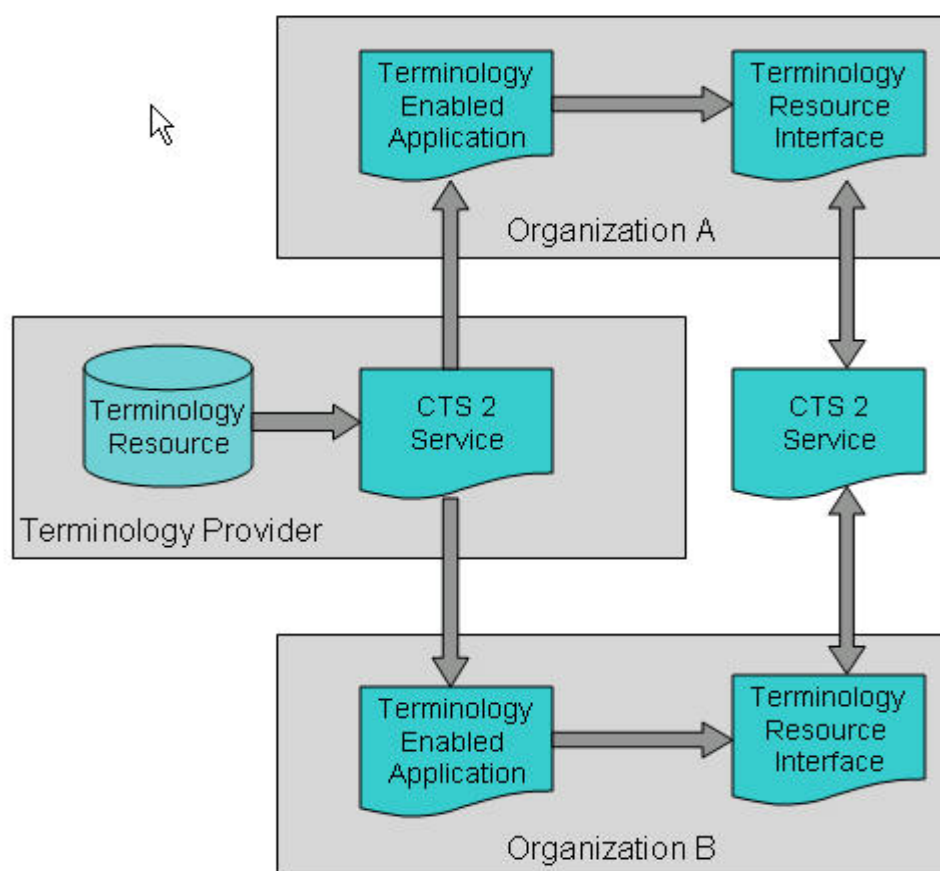 Terminology
Enabled
Application
Terminology
Resource
Interface
Organization A
Terminology
Resource
CTS 2
Service
CTS 2
Service
Terminology Provider
Terminology
Enabled
Application
Terminology
Resource
Interface
Organization B